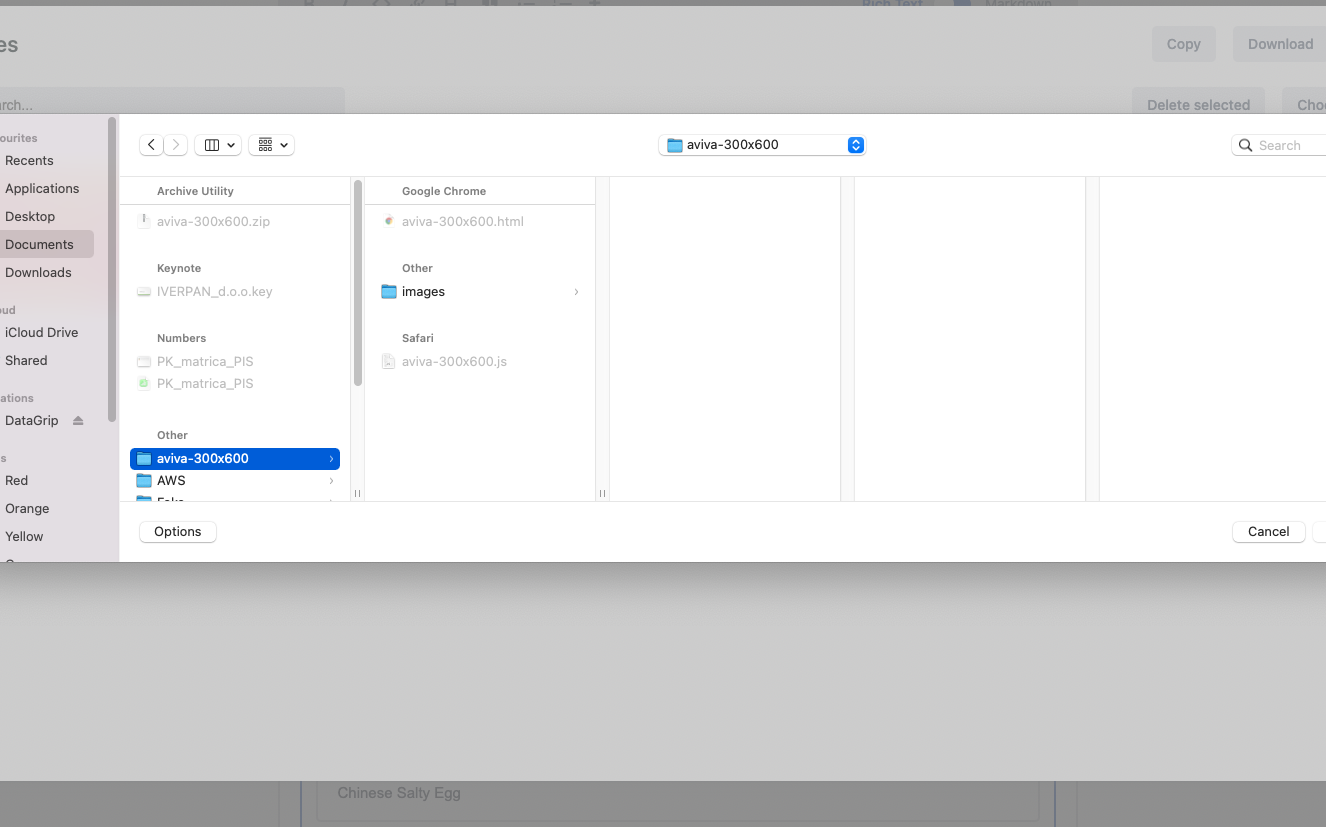 Rich Text Markdown
es
Copy Download
rch...
Delete selected Choo
ourites
Recents
Applications
Desktop
Documents
Downloads
oud
iCloud Drive
Shared
ations
DataGrip
s
Red
Orange
Yellow
aviva-300x600
Search
Archive Utility
aviva-300x600.zip
Keynote
IVERPAN_d.o.o.key
Numbers
PK_matrica_PIS
PK_matrica_PIS
Other
aviva-300x600
AWS
Google Chrome
aviva-300x600.html
Other
images
Safari
aviva-300x600.js
Options
Cancel
Chinese Salty Egg